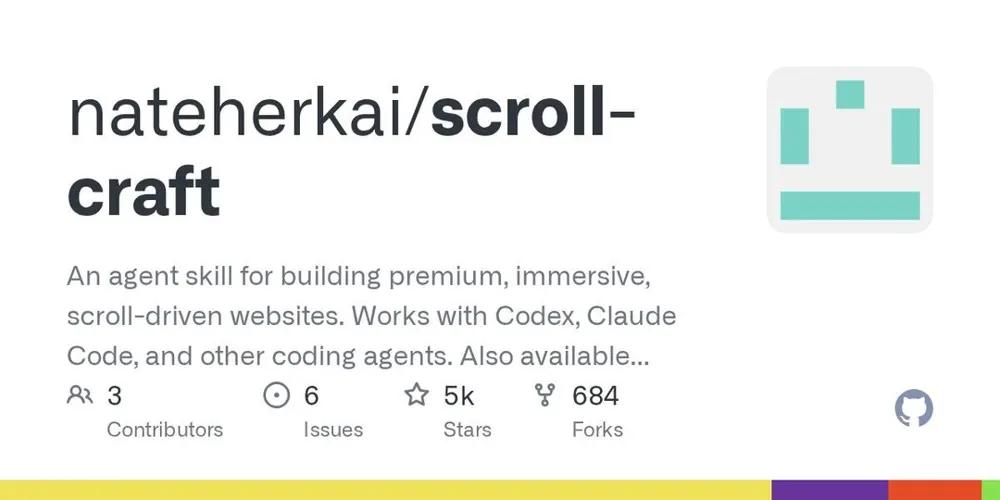 nateherkai/scroll-
craft
An agent skill for building premium, immersive,
scroll-driven websites. Works with Codex, Claude
Code, and other coding agents. Also available...
3
Contributors
6
Issues
5k
Stars
684
Forks